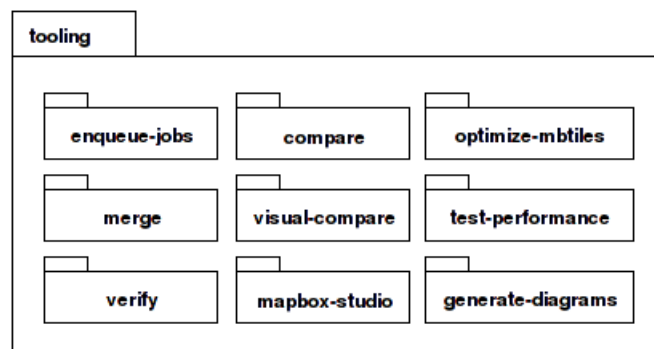 tooling
enqueue-jobs
compare
optimize-mbtiles
merge
visual-compare
test-performance
verify
mapbox-studio
generate-diagrams